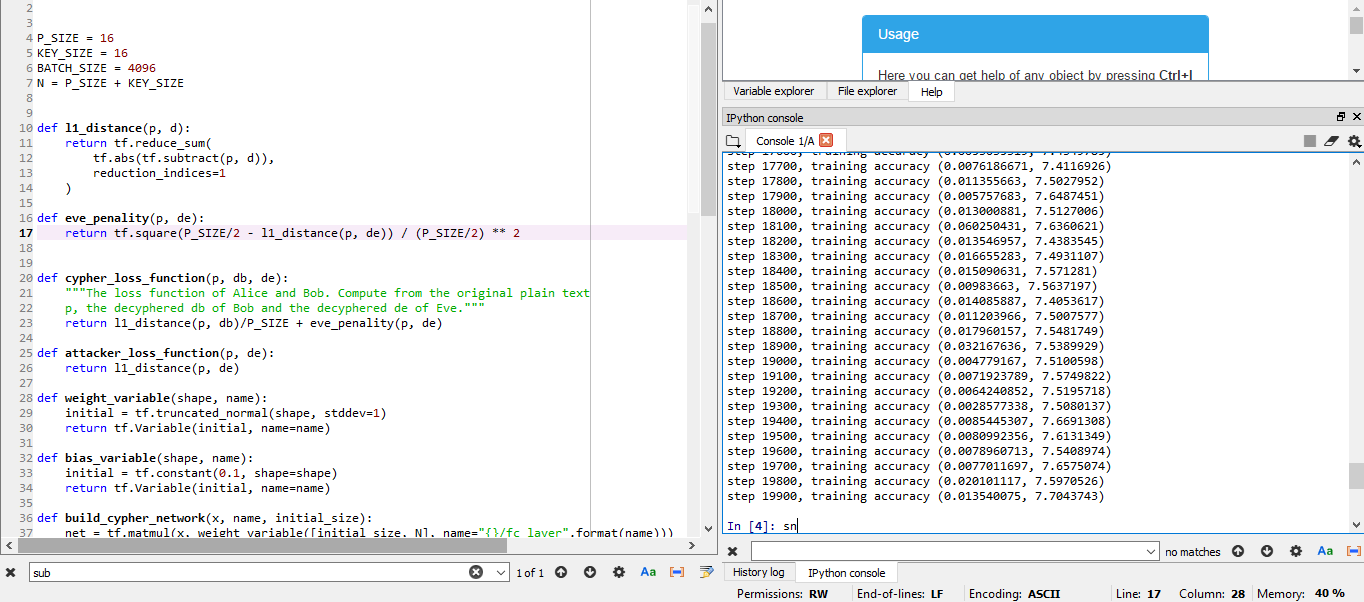 2
3
4 P_SIZE = 16
5 KEY_SIZE = 16
6 BATCH_SIZE = 4096
7 N = P_SIZE + KEY_SIZE
8
9
10 def l1_distance(p, d):
11     return tf.reduce_sum(
12         tf.abs(tf.subtract(p, d)),
13         reduction_indices=1
14     )
15
16 def eve_penality(p, de):
17     return tf.square(P_SIZE/2 - l1_distance(p, de)) / (P_SIZE/2) ** 2
18
19
20 def cypher_loss_function(p, db, de):
21     """The loss function of Alice and Bob. Compute from the original plain text
22     p, the decyphered db of Bob and the decyphered de of Eve."""
23     return l1_distance(p, db)/P_SIZE + eve_penality(p, de)
24
25 def attacker_loss_function(p, de):
26     return l1_distance(p, de)
27
28 def weight_variable(shape, name):
29     initial = tf.truncated_normal(shape, stddev=1)
30     return tf.Variable(initial, name=name)
31
32 def bias_variable(shape, name):
33     initial = tf.constant(0.1, shape=shape)
34     return tf.Variable(initial, name=name)
35
36 def build_cypher_network(x, name, initial_size):
37     net = tf.matmul(x, weight_variable([initial_size, N], name="{}/fc_layer".format(name)))
sub
1 of 1
Aa
Usage
Here you can get help of any object by pressing Ctrl+I
Variable explorer File explorer Help
IPython console
Console 1/A
step 17700, training accuracy (0.0076186671, 7.4116926)
step 17800, training accuracy (0.011355663, 7.5027952)
step 17900, training accuracy (0.005757683, 7.6487451)
step 18000, training accuracy (0.013000881, 7.5127006)
step 18100, training accuracy (0.060250431, 7.6360621)
step 18200, training accuracy (0.013546957, 7.4383545)
step 18300, training accuracy (0.016655283, 7.4931107)
step 18400, training accuracy (0.015090631, 7.571281)
step 18500, training accuracy (0.00983663, 7.5637197)
step 18600, training accuracy (0.014085887, 7.4053617)
step 18700, training accuracy (0.011203966, 7.5007577)
step 18800, training accuracy (0.017960157, 7.5481749)
step 18900, training accuracy (0.032167636, 7.5389929)
step 19000, training accuracy (0.004779167, 7.5100598)
step 19100, training accuracy (0.0071923789, 7.5749822)
step 19200, training accuracy (0.0064240852, 7.5195718)
step 19300, training accuracy (0.0028577338, 7.5080137)
step 19400, training accuracy (0.0085445307, 7.6691308)
step 19500, training accuracy (0.0080992356, 7.6131349)
step 19600, training accuracy (0.0078960713, 7.5408974)
step 19700, training accuracy (0.0077011697, 7.6575074)
step 19800, training accuracy (0.020101117, 7.5970526)
step 19900, training accuracy (0.013540075, 7.7043743)
In [4]: sn
no matches
Aa
History log IPython console
Permissions: RW End-of-lines: LF Encoding: ASCII Line: 17 Column: 28 Memory: 40 %